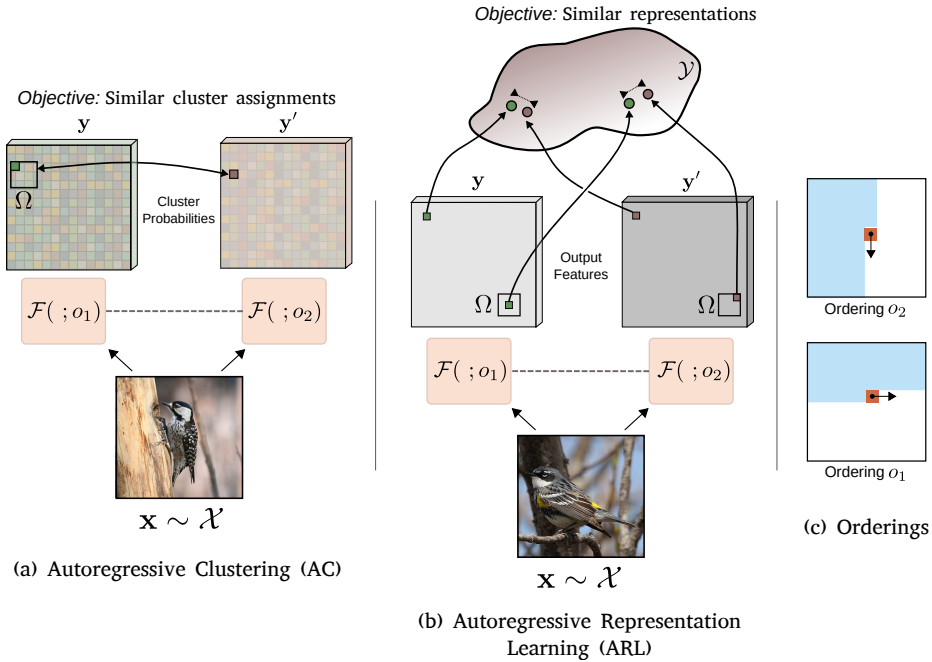 Objective: Similar cluster assignments
y
y′
Ω
Cluster
Probabilities
F( ; o₁)
F( ; o₂)
x ∼ X
(a) Autoregressive Clustering (AC)
Objective: Similar representations
Y
y
y′
Output
Features
Ω
Ω
F( ; o₁)
F( ; o₂)
x ∼ X
(b) Autoregressive Representation
Learning (ARL)
Ordering o₂
Ordering o₁
(c) Orderings